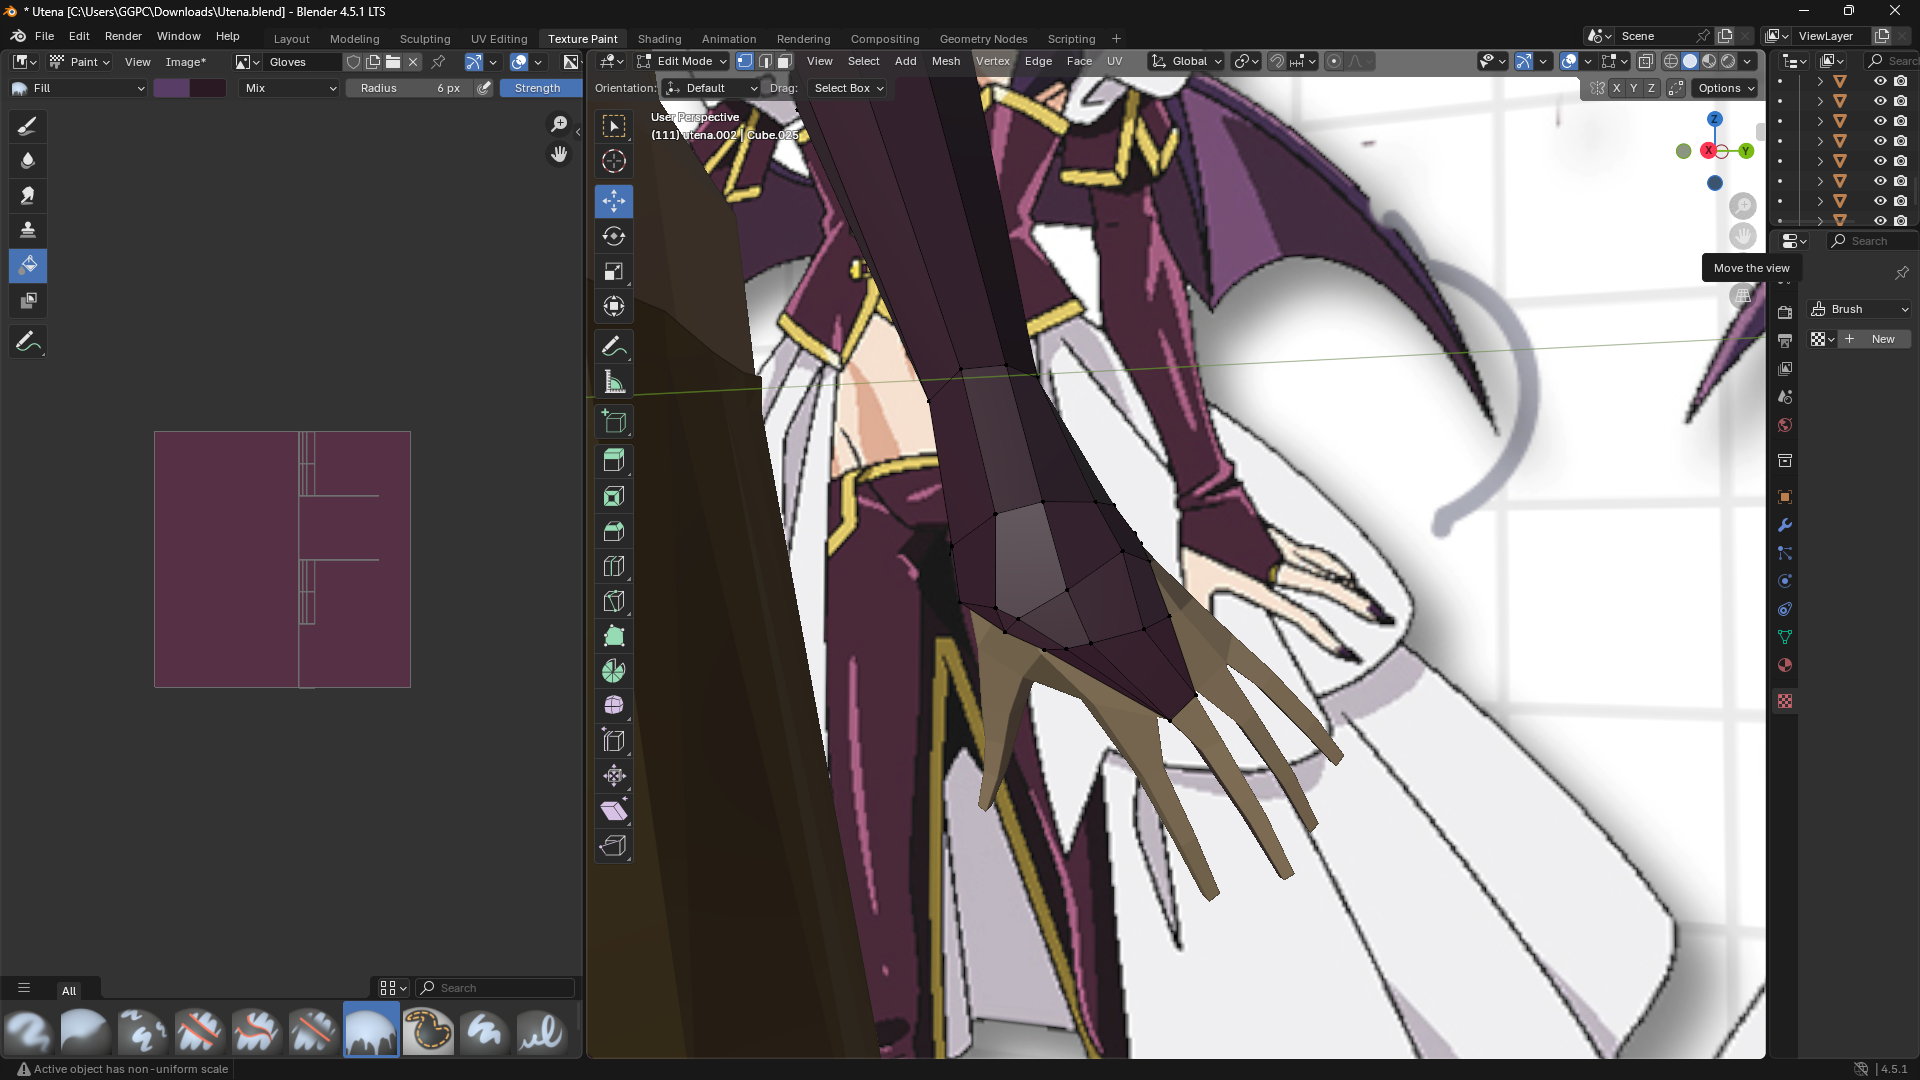 * Utena [C:\Users\GGPC\Downloads\Utena.blend] - Blender 4.5.1 LTS
File Edit Render Window Help
Layout Modeling Sculpting UV Editing Texture Paint Shading Animation Rendering Compositing Geometry Nodes Scripting +
Scene
ViewLayer
Paint View Image* Gloves
Edit Mode View Select Add Mesh Vertex Edge Face UV Global
Search
Fill Mix Radius 6 px Strength
Orientation: Default Drag: Select Box
X Y Z Options
User Perspective
(111) Utena.002 | Cube.025
Z
X
Y
Search
Move the view
Brush
+ New
All
Search
Active object has non-uniform scale
4.5.1